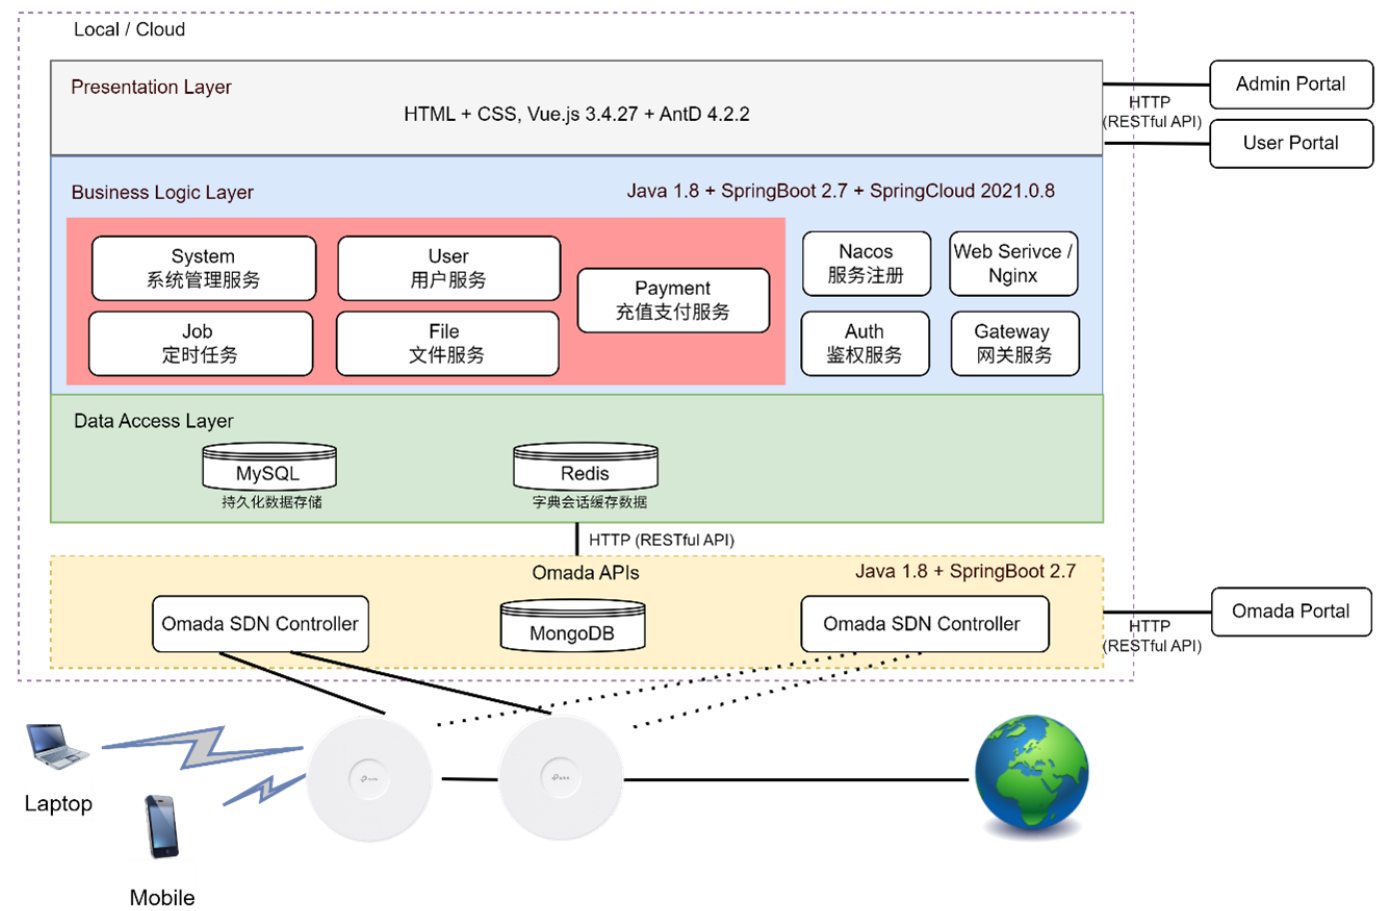 Local / Cloud
Presentation Layer
HTML + CSS, Vue.js 3.4.27 + AntD 4.2.2
Admin Portal
HTTP
(RESTful API)
User Portal
Business Logic Layer
Java 1.8 + SpringBoot 2.7 + SpringCloud 2021.0.8
System
系统管理服务
User
用户服务
Payment
充值支付服务
Job
定时任务
File
文件服务
Nacos
服务注册
Web Serivce /
Nginx
Auth
鉴权服务
Gateway
网关服务
Data Access Layer
MySQL
持久化数据存储
Redis
字典会话缓存数据
HTTP (RESTful API)
Omada APIs
Java 1.8 + SpringBoot 2.7
Omada SDN Controller
MongoDB
Omada SDN Controller
Omada Portal
HTTP
(RESTful API)
Laptop
Mobile